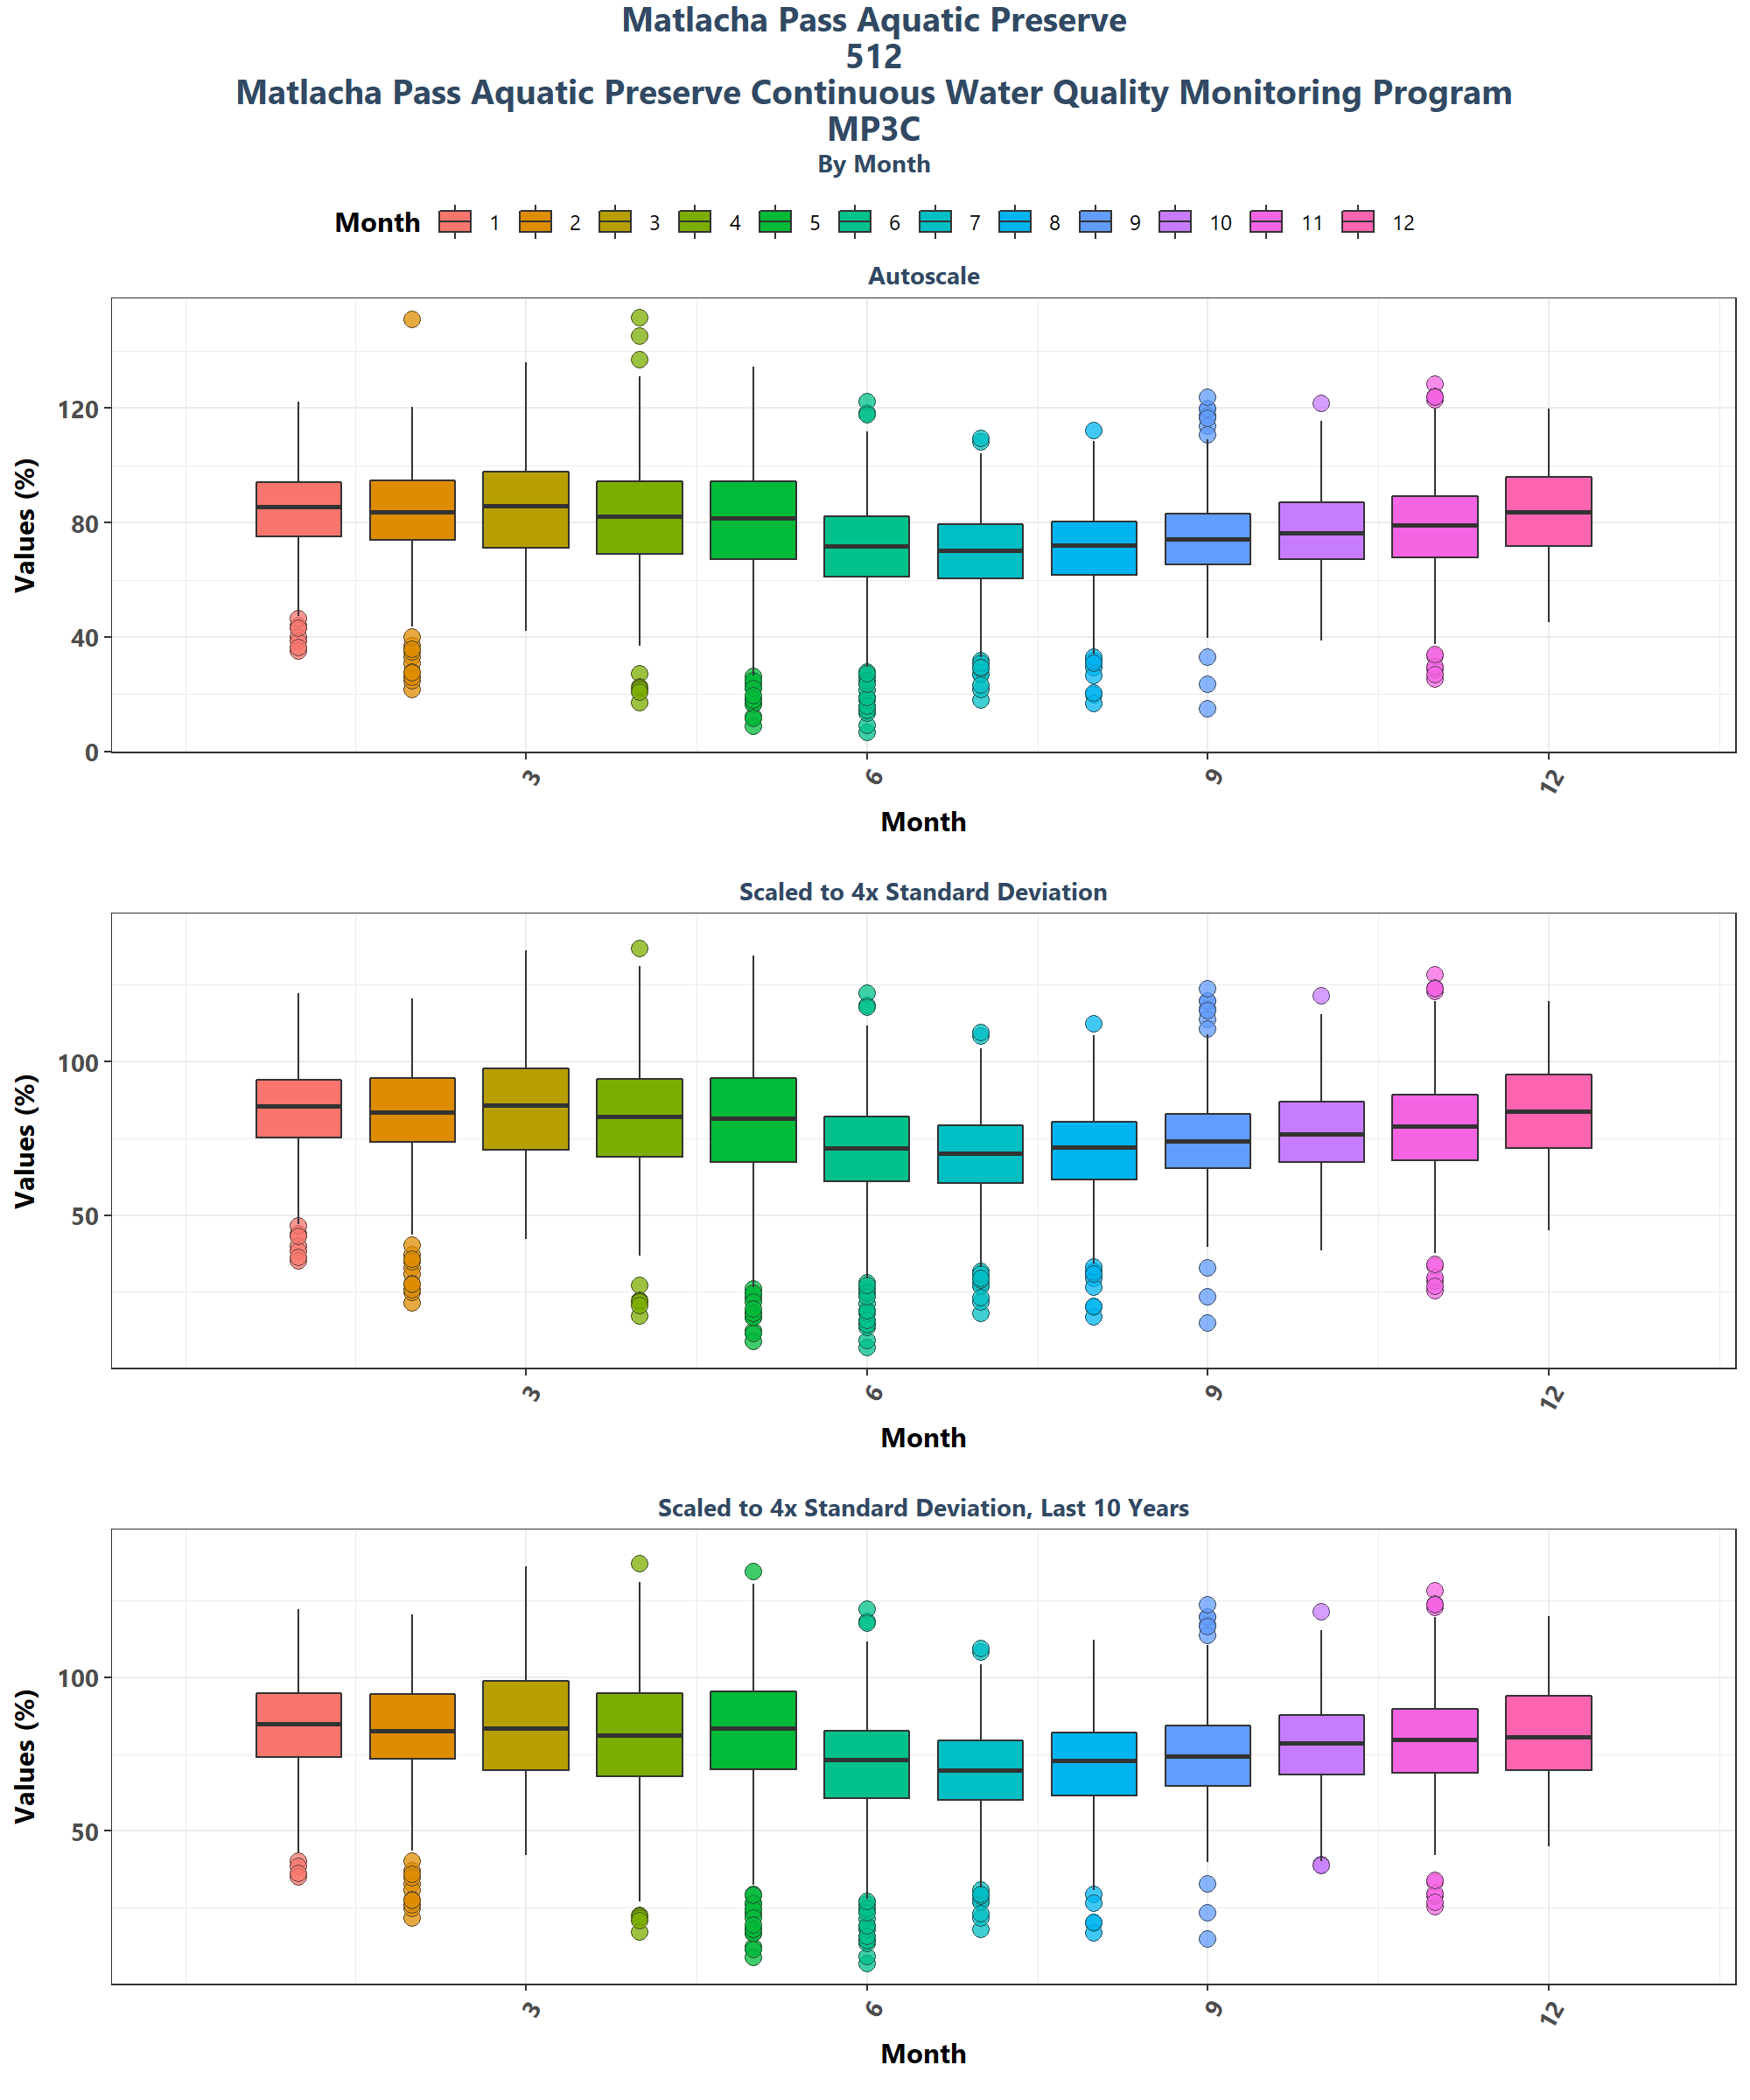 Matlacha Pass Aquatic Preserve
512
Matlacha Pass Aquatic Preserve Continuous Water Quality Monitoring Program
MP3C
By Month
Month 1 2 3 4 5 6 7 8 9 10 11 12
Autoscale
Values (%)
120
80
40
0
3 6 9 12
Month
Scaled to 4x Standard Deviation
Values (%)
100
50
3 6 9 12
Month
Scaled to 4x Standard Deviation, Last 10 Years
Values (%)
100
50
3 6 9 12
Month